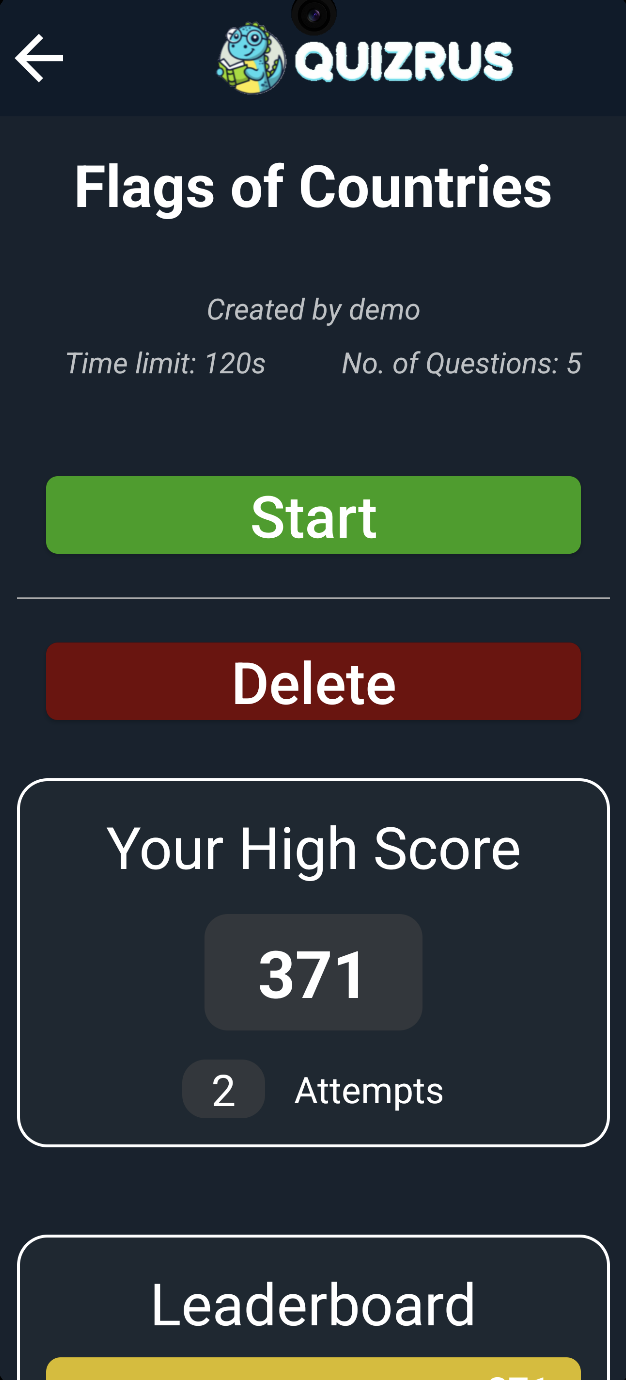 QUIZRUS
Flags of Countries
Created by demo
Time limit: 120s No. of Questions: 5
Start
Delete
Your High Score
371
2 Attempts
Leaderboard